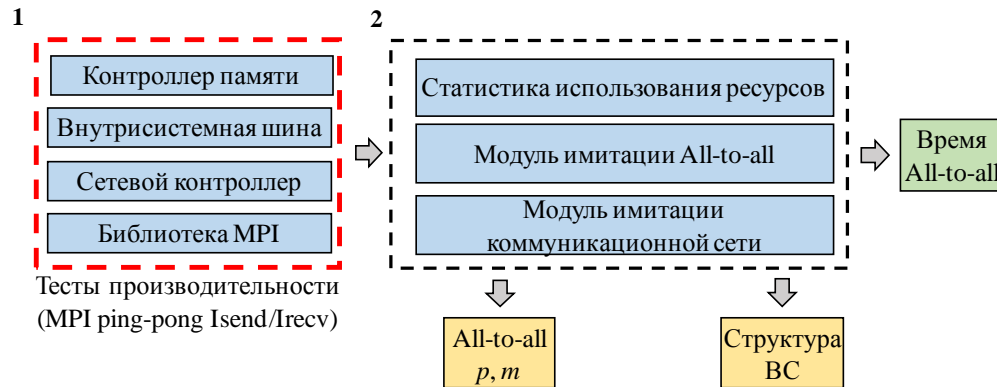 1
Контроллер памяти
Внутрисистемная шина
Сетевой контроллер
Библиотека MPI
Тесты производительности
(MPI ping-pong Isend/Irecv)
2
Статистика использования ресурсов
Модуль имитации All-to-all
Модуль имитации
коммуникационной сети
Время
All-to-all
All-to-all
p, m
Структура
ВС